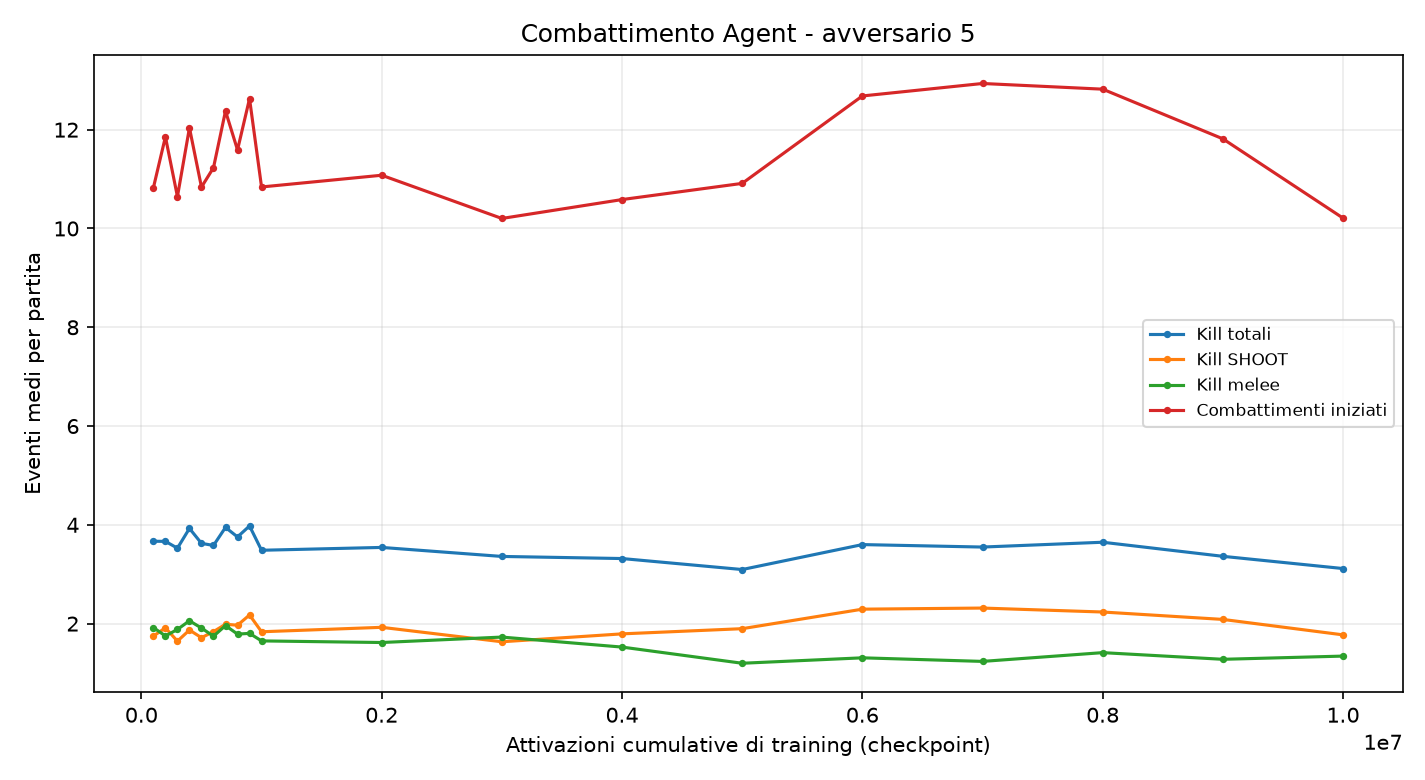 Combattimento Agent - avversario 5
Eventi medi per partita
12
10
8
6
4
2
Kill totali
Kill SHOOT
Kill melee
Combattimenti iniziati
0.0 0.2 0.4 0.6 0.8 1.0
1e7
Attivazioni cumulative di training (checkpoint)